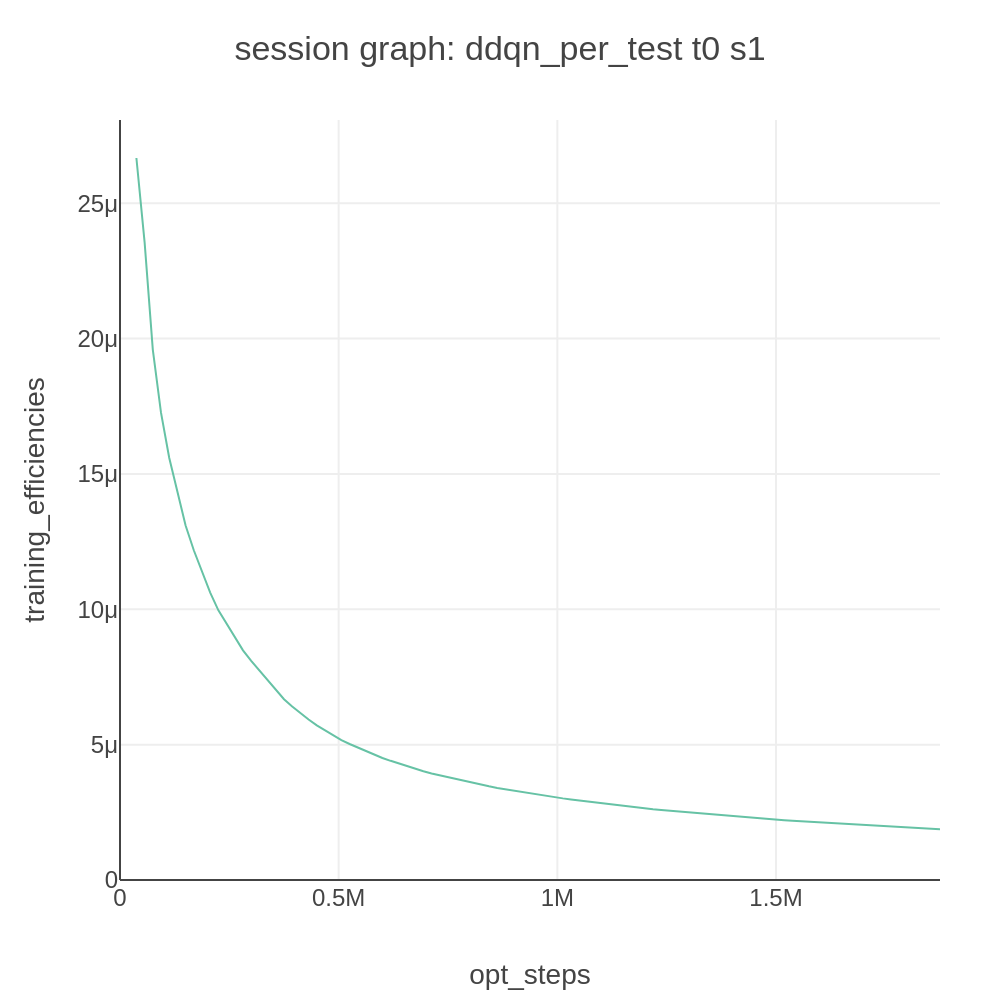 session graph: ddqn_per_test t0 s1
training_efficiencies
25μ
20μ
15μ
10μ
5μ
0
0
0.5M
1M
1.5M
opt_steps